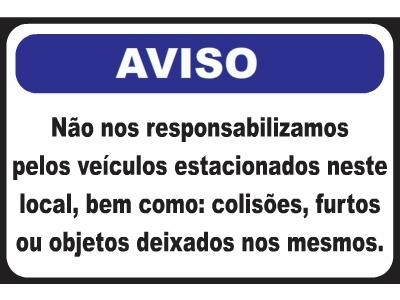 AVISO
Não nos responsabilizamos
pelos veículos estacionados neste
local, bem como: colisões, furtos
ou objetos deixados nos mesmos.